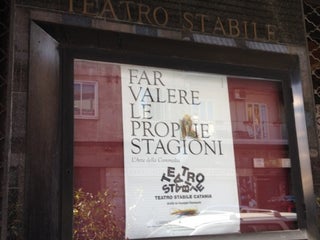 TEATRO STABILE
FAR
VALERE
LE
PROPRIE
STAGIONI
L'Arte della Commedia
TEATRO
STABILE
TEATRO STABILE CATANIA